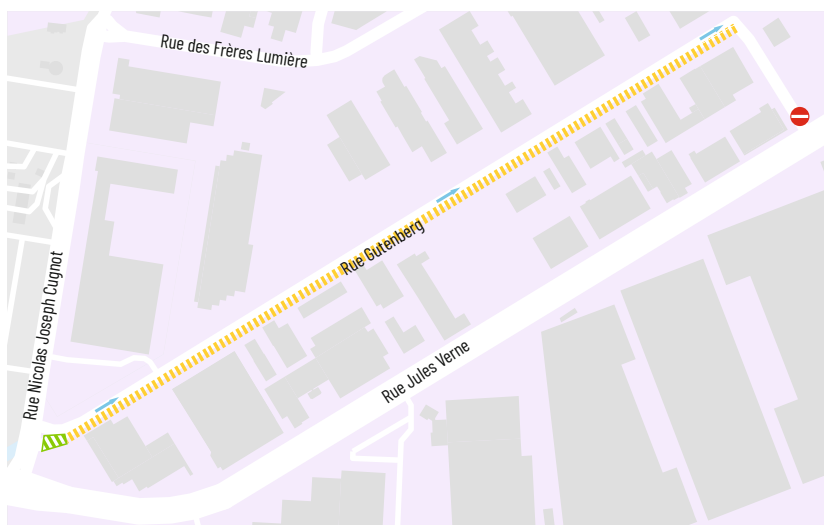 Rue des Frères Lumière
Rue Gutenberg
Rue Nicolas Joseph Cugnot
Rue Jules Verne